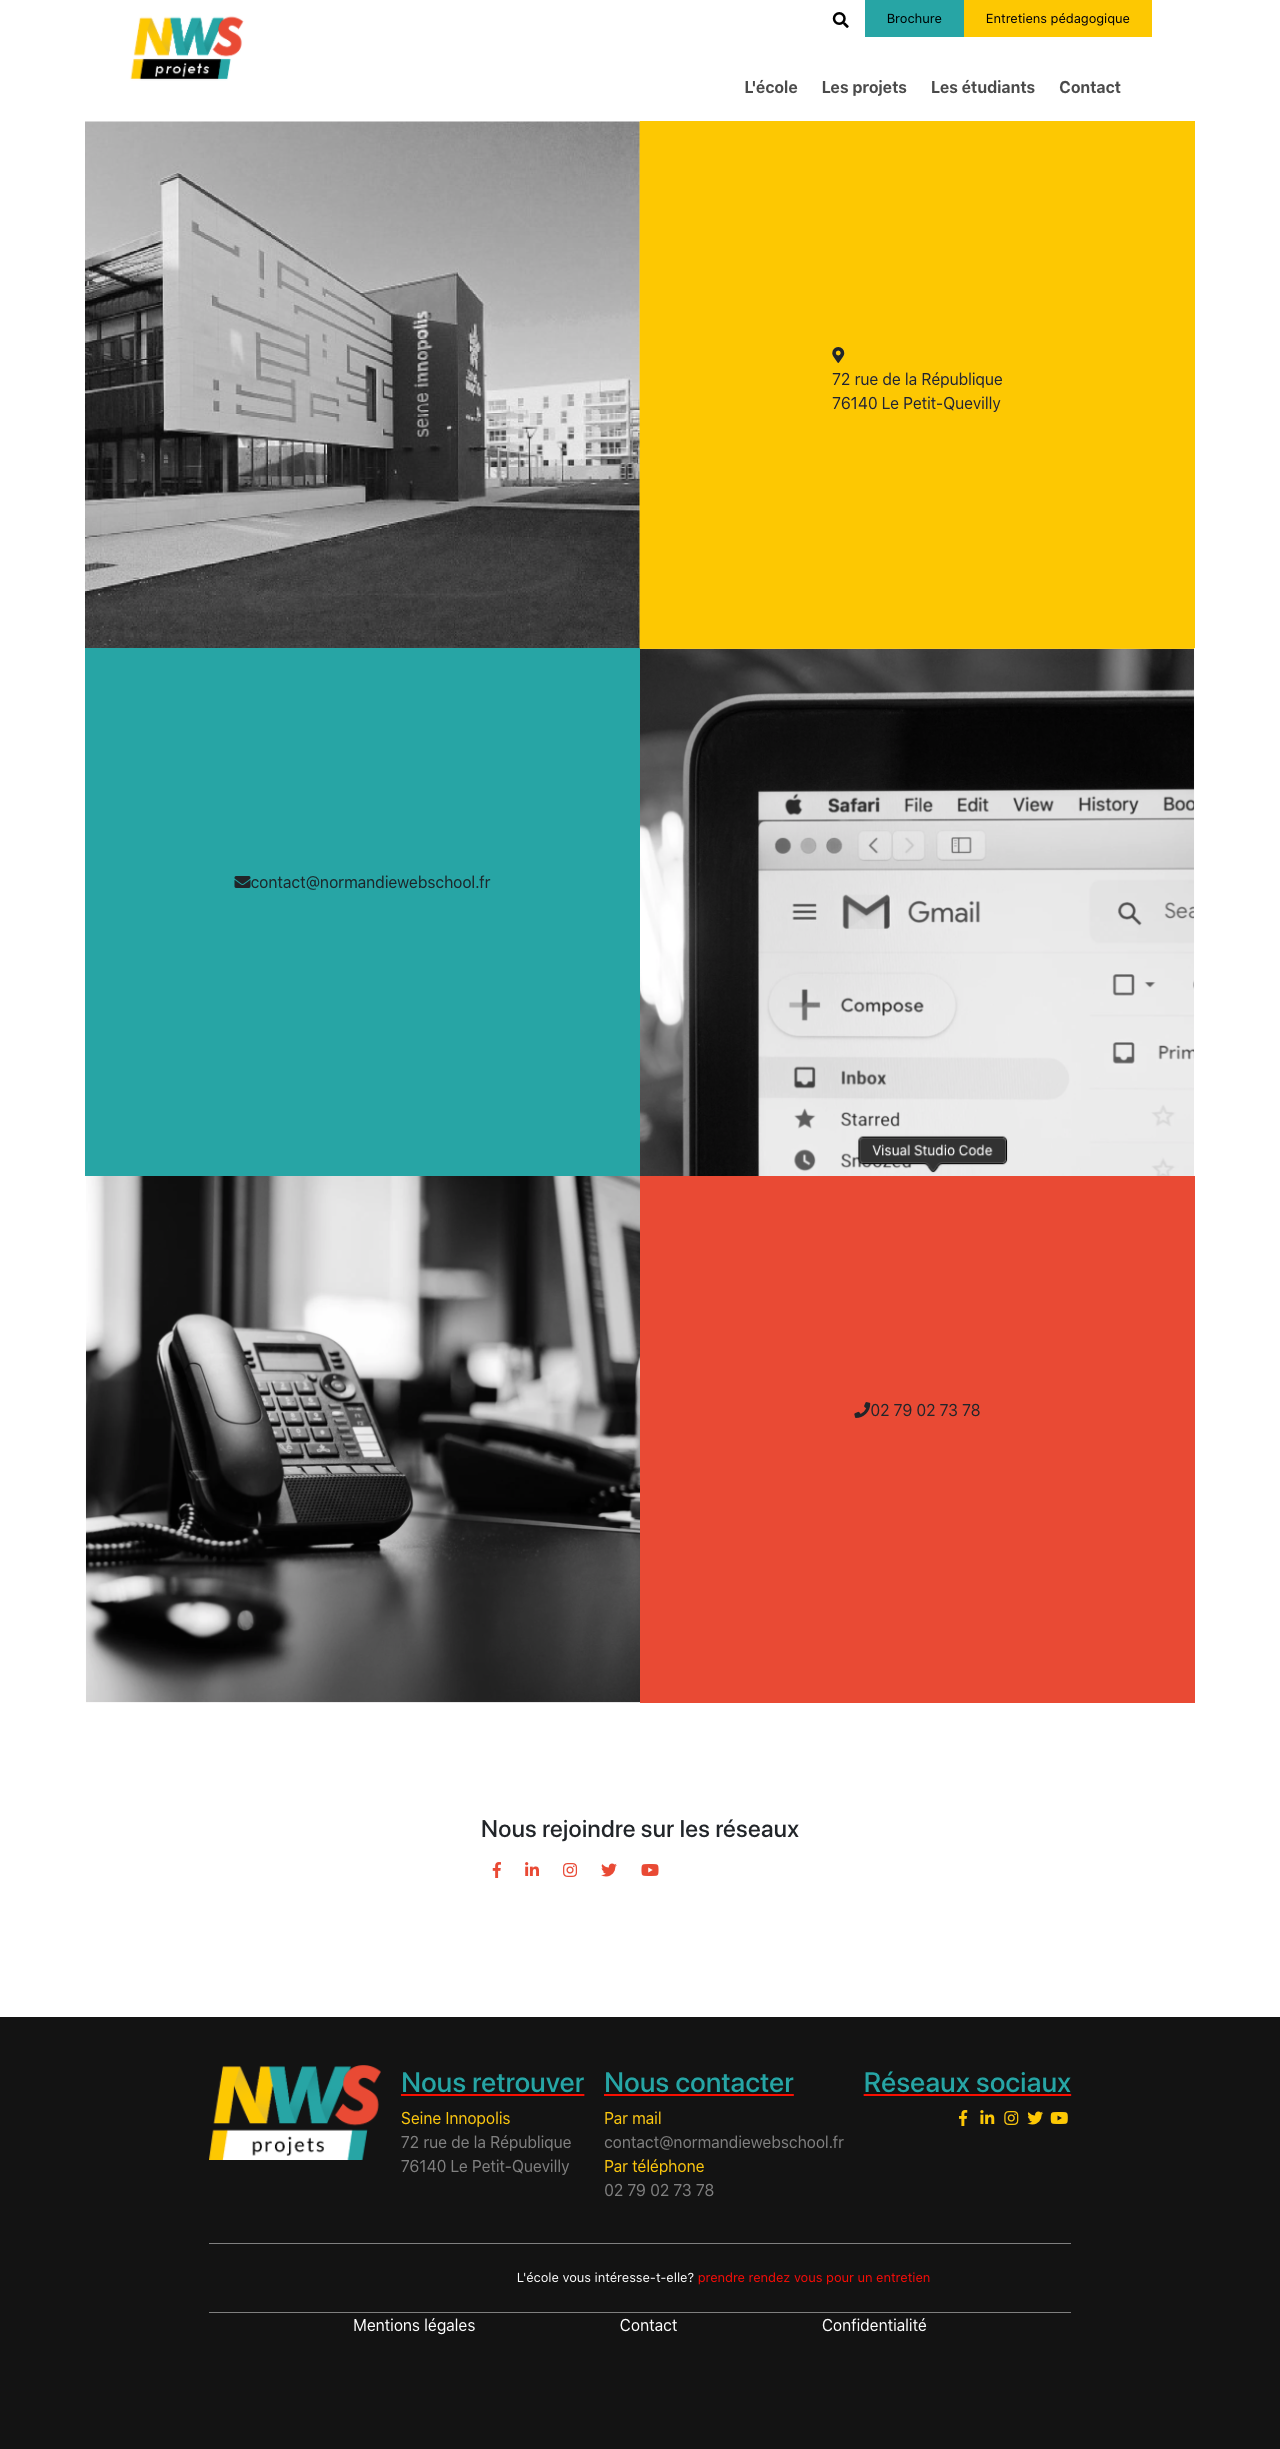 NWS
projets
Brochure
Entretiens pédagogique
L'école
Les projets
Les étudiants
Contact
seine innopolis
72 rue de la République
76140 Le Petit-Quevilly
contact@normandiewebschool.fr
Safari File Edit View History
Gmail
Compose
Inbox
Starred
Visual Studio Code
02 79 02 73 78
Nous rejoindre sur les réseaux
NWS
projets
Nous retrouver
Seine Innopolis
72 rue de la République
76140 Le Petit-Quevilly
Nous contacter
Par mail
contact@normandiewebschool.fr
Par téléphone
02 79 02 73 78
Réseaux sociaux
L'école vous intéresse-t-elle? prendre rendez vous pour un entretien
Mentions légales
Contact
Confidentialité